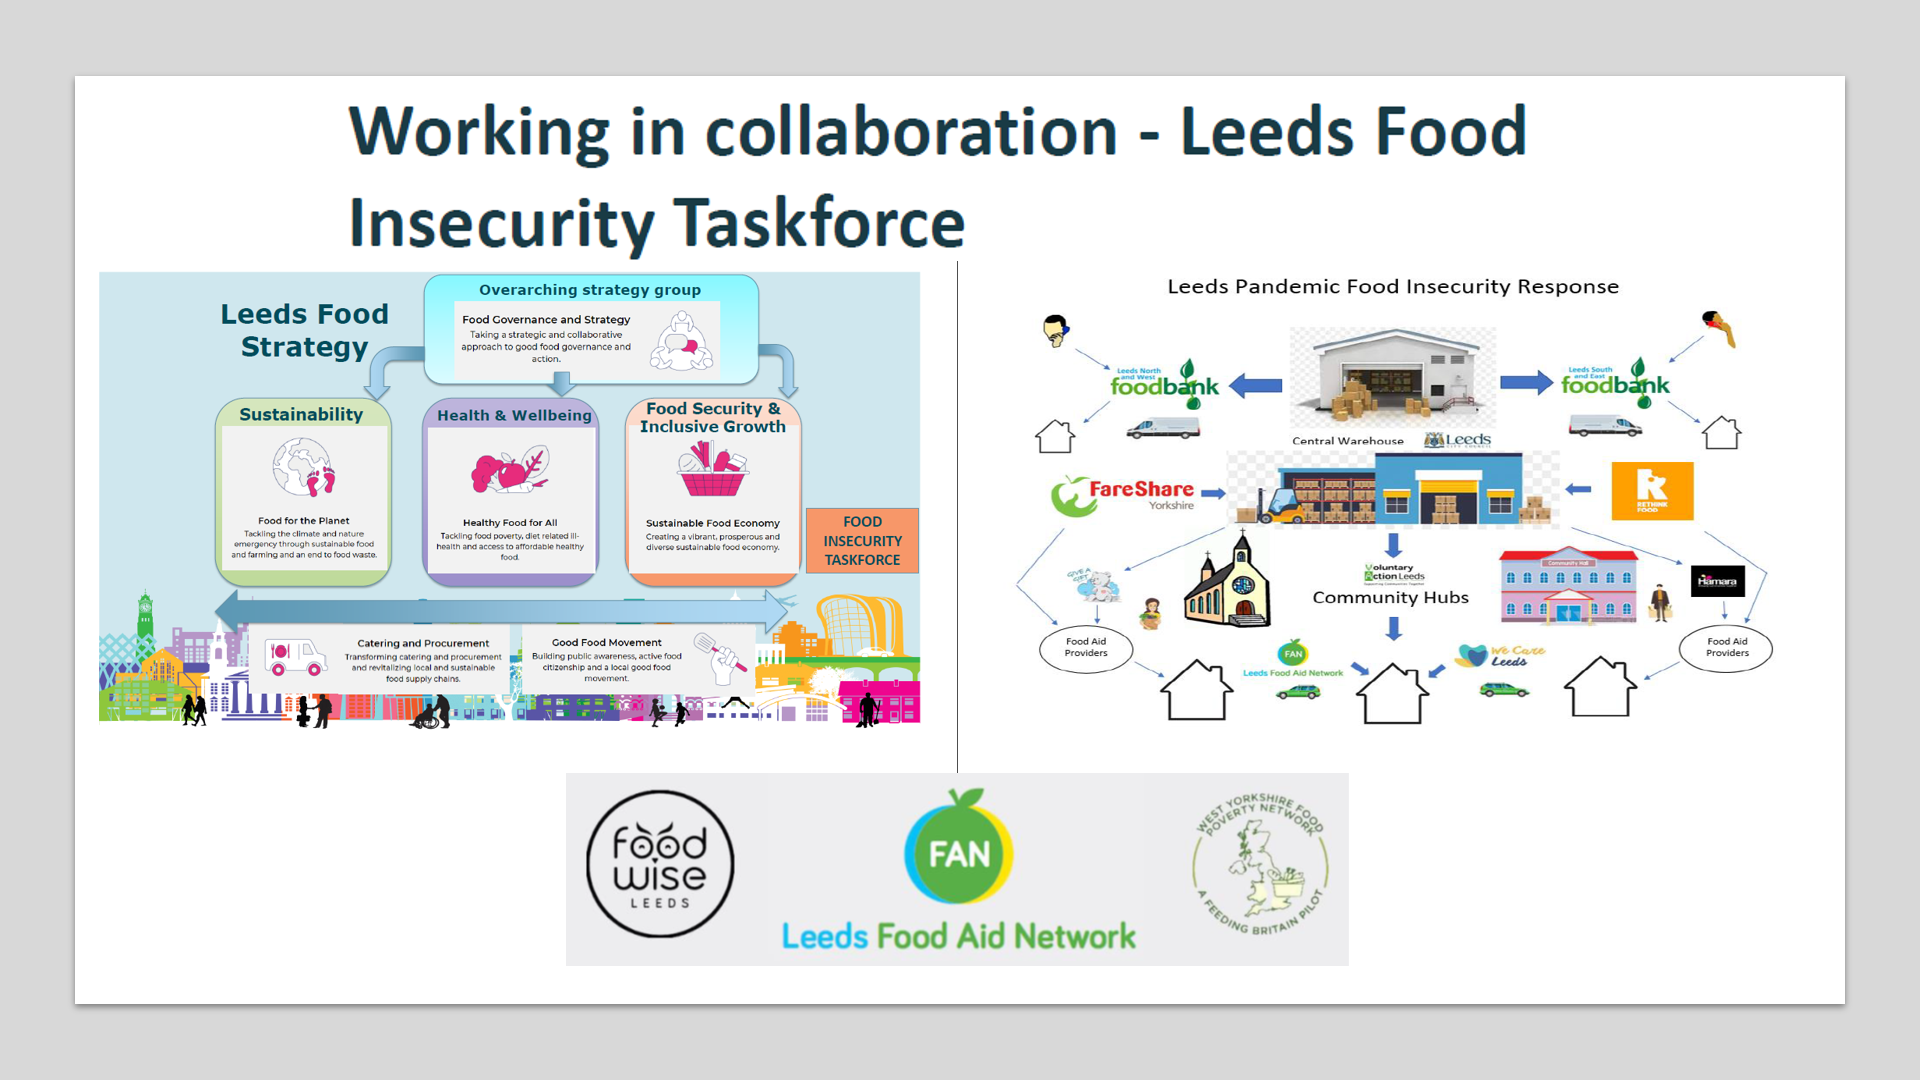 Working in collaboration - Leeds Food
Insecurity Taskforce
Leeds Food
Strategy
Overarching strategy group
Food Governance and Strategy
Taking a strategic and collaborative
approach to good food governance and
action.
Sustainability
Food for the Planet
Tackling the climate and nature
emergency through sustainable food
and farming and an end to food waste.
Health & Wellbeing
Healthy Food for All
Tackling food poverty, diet related ill-
health and access to affordable healthy
food.
Food Security &
Inclusive Growth
Sustainable Food Economy
Creating a vibrant, prosperous and
diverse sustainable food economy.
FOOD
INSECURITY
TASKFORCE
Catering and Procurement
Transforming catering and procurement
and revitalizing local and sustainable
food supply chains.
Good Food Movement
Building public awareness, active food
citizenship and a local good food
movement.
Leeds Pandemic Food Insecurity Response
Leeds North
and West
foodbank
Leeds South
and East
foodbank
Central Warehouse
Leeds
CITY COUNCIL
FareShare
Yorkshire
RETHINK
FOOD
GIVE A
GIFT
Voluntary
Action Leeds
Community Hubs
Community Hall
Hamara
Food Aid
Providers
FAN
Leeds Food Aid Network
We Care
Leeds
Food Aid
Providers
food
wise
LEEDS
FAN
Leeds Food Aid Network
WEST YORKSHIRE FOOD
POVERTY NETWORK
A FEEDING BRITAIN PILOT